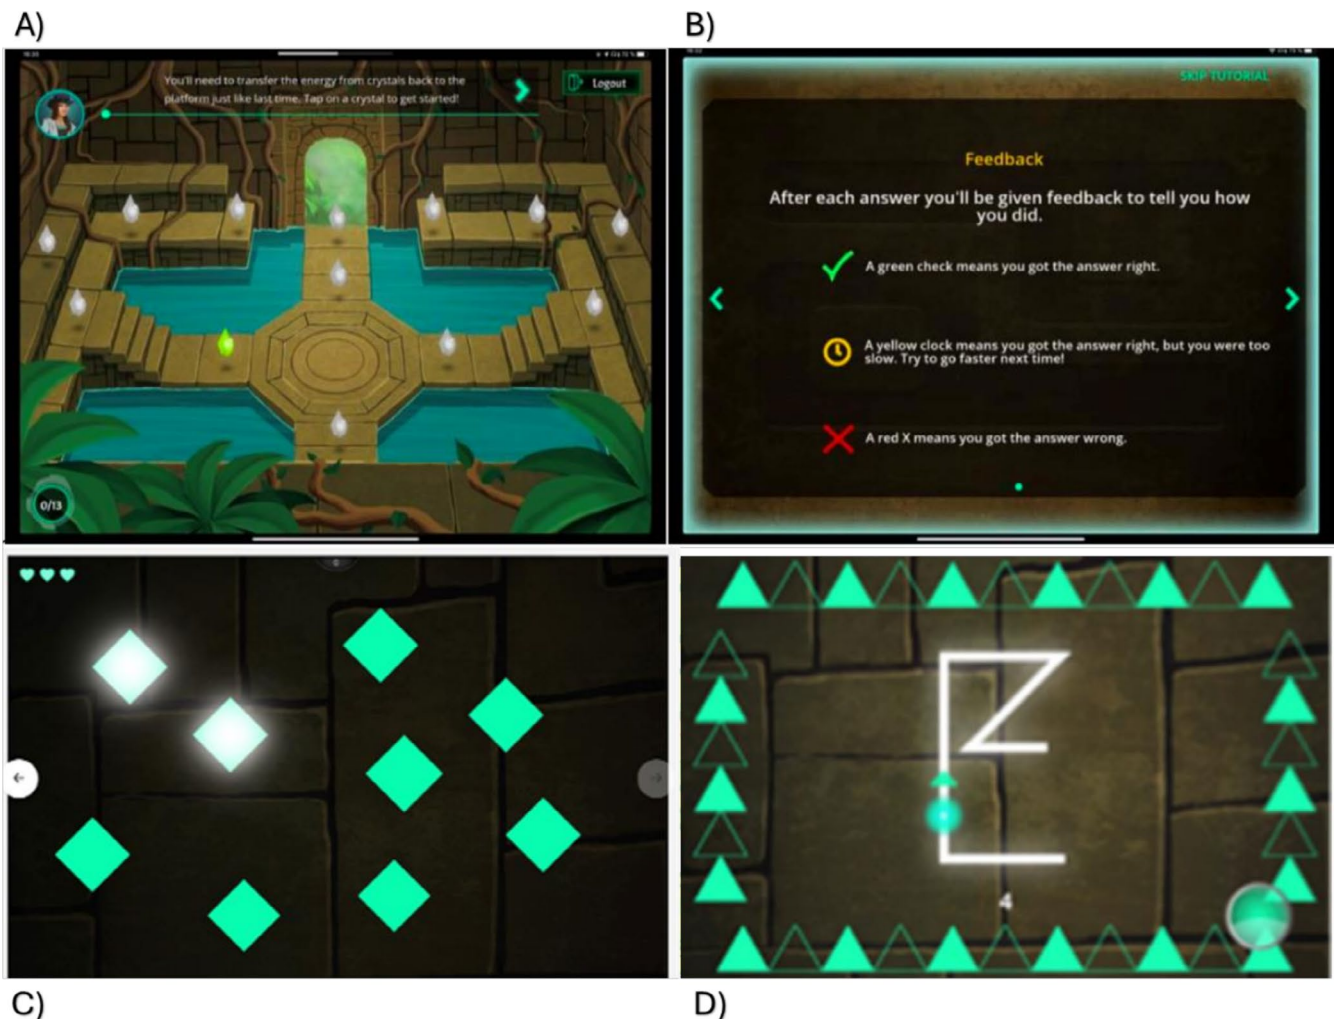 A)
B)
You'll need to transfer the energy from crystals back to the
platform just like last time. Tap on a crystal to get started!
Logout
0/13
SKIP TUTORIAL
Feedback
After each answer you'll be given feedback to tell you how
you did.
A green check means you got the answer right.
A yellow clock means you got the answer right, but you were too
slow. Try to go faster next time!
A red X means you got the answer wrong.
4
C)
D)